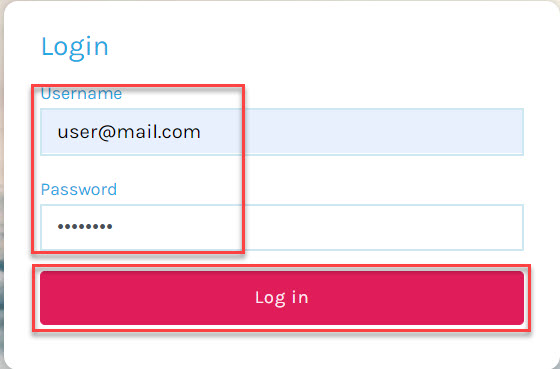 Login
Username
user@mail.com
Password
••••••••
Log in